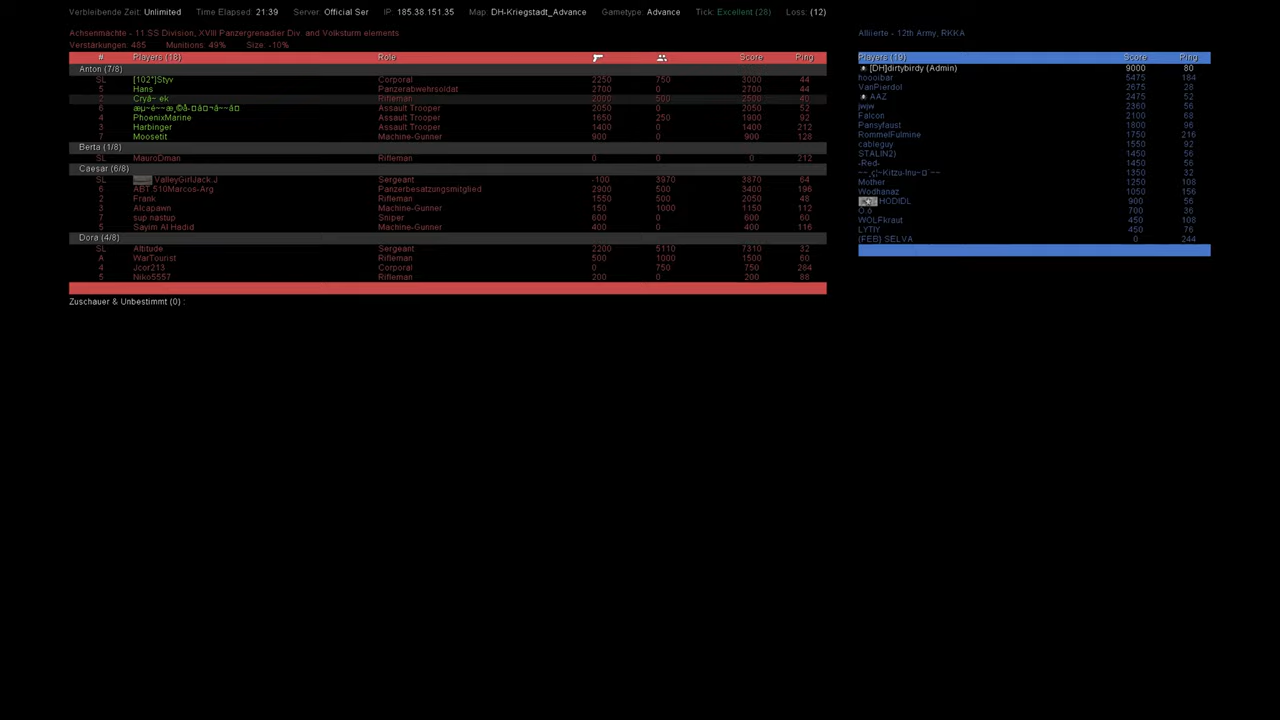 Verbleibende Zeit: Unlimited Time Elapsed: 21:39 Server: Official Ser IP: 185.38.151.35 Map: DH-Kriegstadt_Advance Gametype: Advance Tick: Excellent (28) Loss: (12)
Achsenmächte - 11.SS Division, XVIII Panzergrenadier Div. and Volksturm elements
Verstärkungen: 485 Munitions: 49% Size: -10%
# Players (18) Role Score Ping
Anton (7/8)
SL [102°]Styv Corporal 2250 750 3000 44
5 Hans Panzerabwehrsoldat 2700 0 2700 44
2 Rifleman 2000 500 2500 40
6 Assault Trooper 2050 0 2050 52
4 PhoenixMarine Assault Trooper 1650 250 1900 92
3 Harbinger Assault Trooper 1400 0 1400 212
7 Moosetit Machine-Gunner 900 0 900 128
Berta (1/8)
SL MauroDman Rifleman 0 0 0 212
Caesar (6/8)
SL ValleyGirlJack J Sergeant -100 3970 3870 64
6 ABT 510Marcos-Arg Panzerbesatzungsmitglied 2900 500 3400 196
2 Frank Rifleman 1550 500 2050 48
3 Alcapawn Machine-Gunner 150 1000 1150 112
7 sup nastup Sniper 600 0 600 60
5 Sayim Al Hadid Machine-Gunner 400 0 400 116
Dora (4/8)
SL Altitude Sergeant 2200 5110 7310 32
A WarTourist Rifleman 500 1000 1500 60
4 Jcor213 Corporal 0 750 750 284
5 Niko5557 Rifleman 200 0 200 88
Zuschauer & Unbestimmt (0) :
Alliierte - 12th Army, RKKA
Players (19) Score Ping
[DH]dirtybirdy (Admin) 9000 80
hoooibar 5475 184
VanPierdol 2675 28
AAZ 2475 52
jwjw 2360 56
Falcon 2100 68
Pansyfaust 1800 96
RommelFulmine 1750 216
cableguy 1550 92
STALIN2) 1450 56
-Red- 1450 56
1350 32
Mother 1250 108
Wodhanaz 1050 156
HODIDL 900 56
700 36
WOLFkraut 450 108
LYTIY 450 76
(FEB) SELVA 0 244